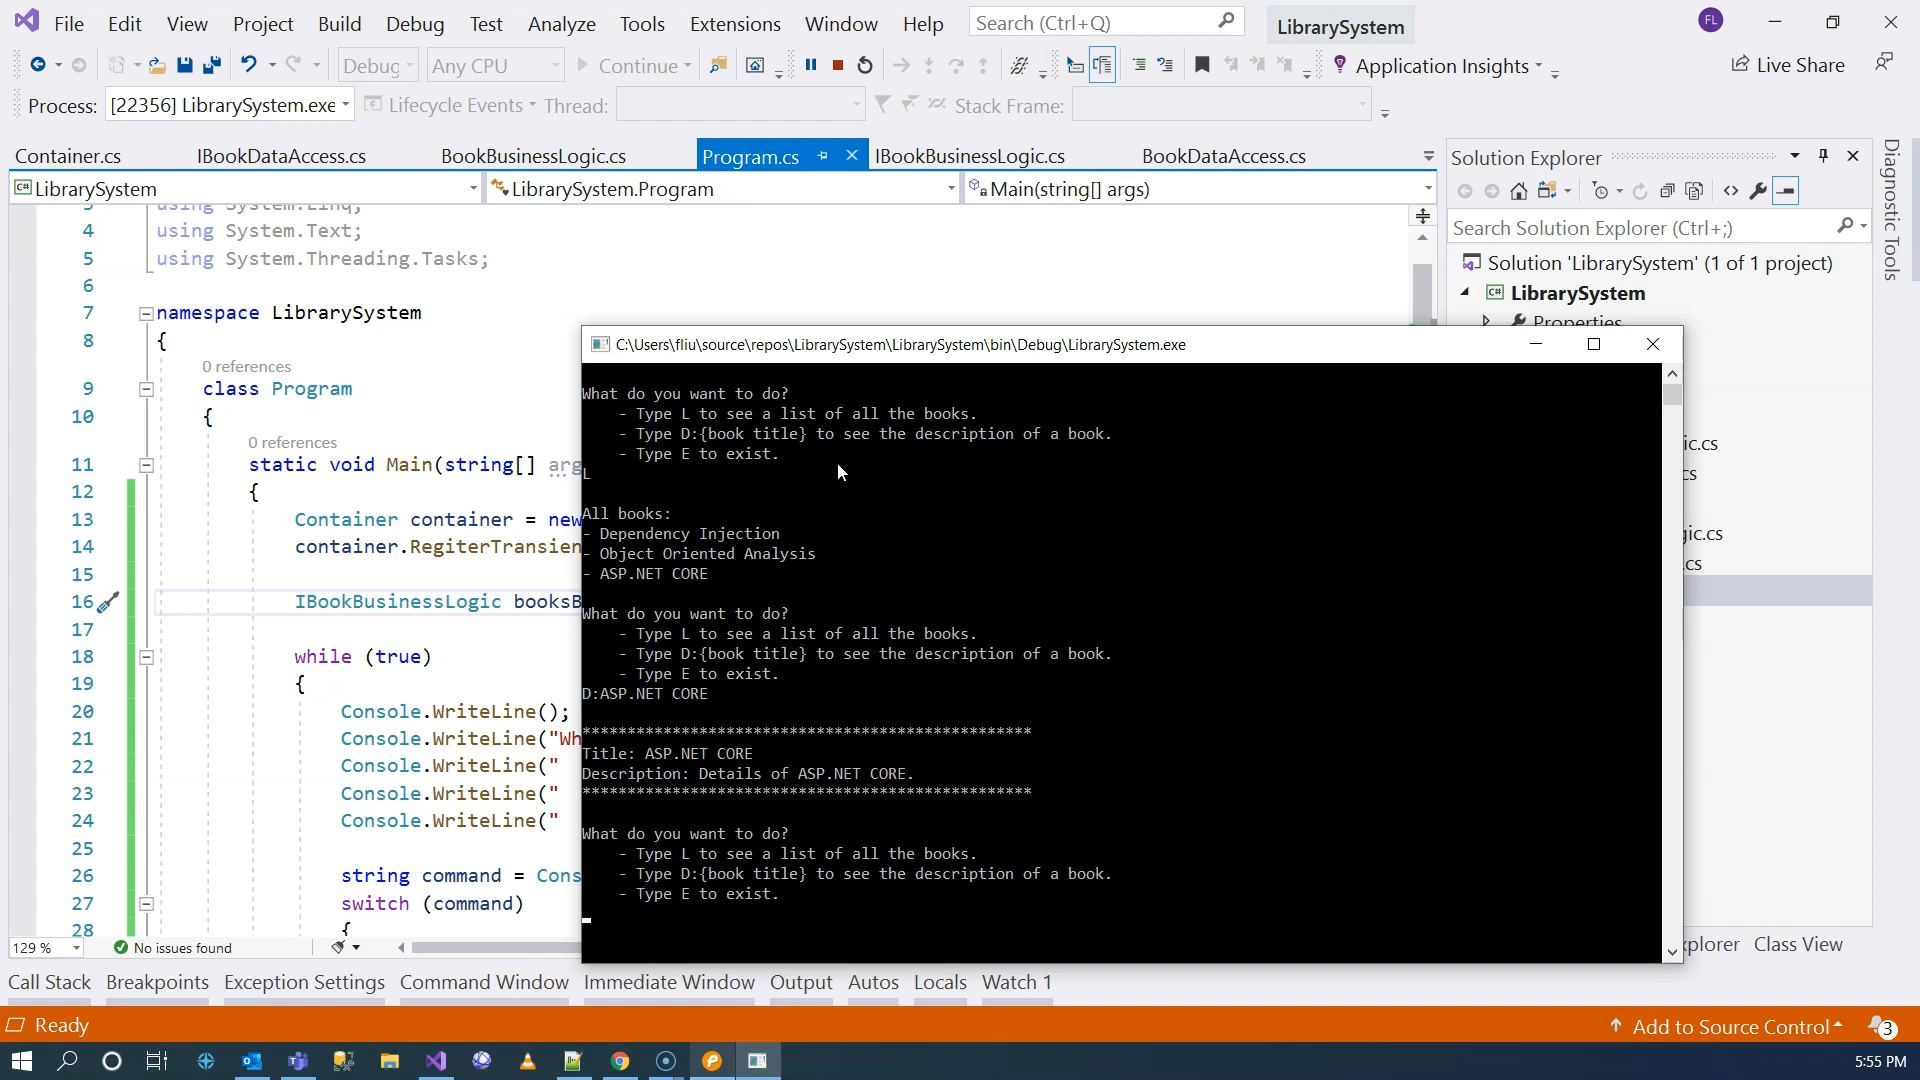 File Edit View Project Build Debug Test Analyze Tools Extensions Window Help Search (Ctrl+Q) LibrarySystem FL
Debug Any CPU Continue Application Insights Live Share
Process: [22356] LibrarySystem.exe Lifecycle Events Thread: Stack Frame:
Container.cs IBookDataAccess.cs BookBusinessLogic.cs Program.cs IBookBusinessLogic.cs BookDataAccess.cs
LibrarySystem LibrarySystem.Program Main(string[] args)
3 using System.Linq;
4 using System.Text;
5 using System.Threading.Tasks;
6
7 namespace LibrarySystem
8 {
0 references
9 class Program
10 {
0 references
11 static void Main(string[] arg
12 {
13 Container container = new
14 container.RegiterTransien
15
16 IBookBusinessLogic booksB
17
18 while (true)
19 {
20 Console.WriteLine();
21 Console.WriteLine("Wh
22 Console.WriteLine("
23 Console.WriteLine("
24 Console.WriteLine("
25
26 string command = Cons
27 switch (command)
28 {
129 % No issues found
C:\Users\fliu\source\repos\LibrarySystem\LibrarySystem\bin\Debug\LibrarySystem.exe
What do you want to do?
- Type L to see a list of all the books.
- Type D:{book title} to see the description of a book.
- Type E to exist.
L
All books:
- Dependency Injection
- Object Oriented Analysis
- ASP.NET CORE
What do you want to do?
- Type L to see a list of all the books.
- Type D:{book title} to see the description of a book.
- Type E to exist.
D:ASP.NET CORE
**************************************************
Title: ASP.NET CORE
Description: Details of ASP.NET CORE.
**************************************************
What do you want to do?
- Type L to see a list of all the books.
- Type D:{book title} to see the description of a book.
- Type E to exist.
Solution Explorer
Search Solution Explorer (Ctrl+;)
Solution 'LibrarySystem' (1 of 1 project)
C# LibrarySystem
Properties
ic.cs
cs
gic.cs
.cs
xplorer Class View
Diagnostic Tools
Call Stack Breakpoints Exception Settings Command Window Immediate Window Output Autos Locals Watch 1
Ready Add to Source Control 3
5:55 PM